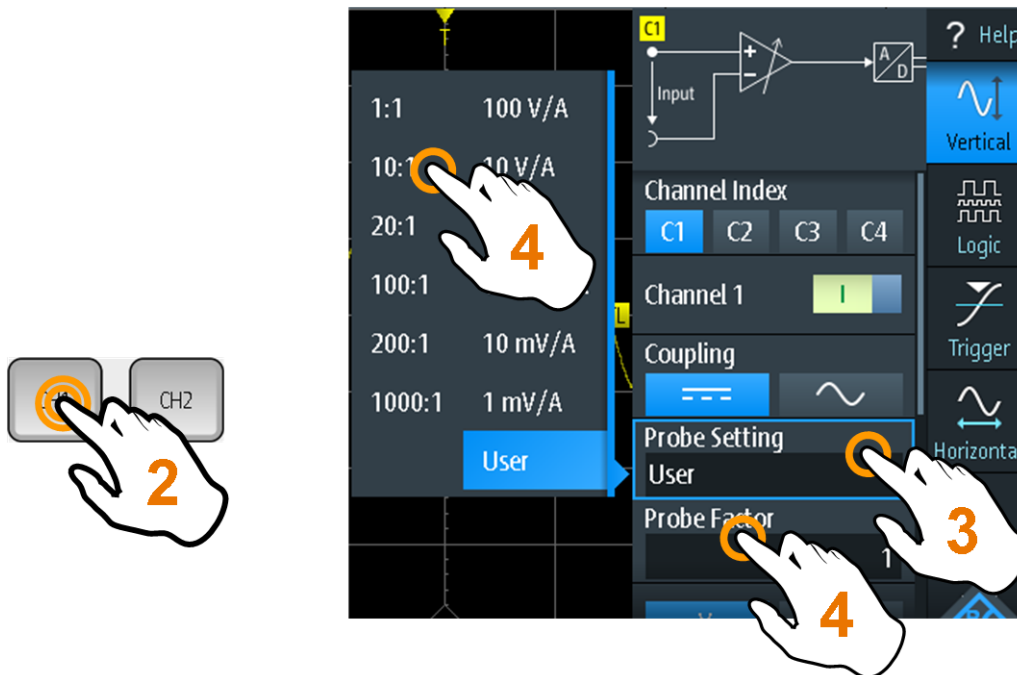 CH2
2
T
1:1 100 V/A
10:1 10 V/A
20:1
100:1
200:1 10 mV/A
1000:1 1 mV/A
User
4
C1
Input
A
D
Channel Index
C1 C2 C3 C4
Channel 1 I
Coupling
Probe Setting
User
3
Probe Factor
1
4
? Help
Vertical
Logic
Trigger
Horizonta